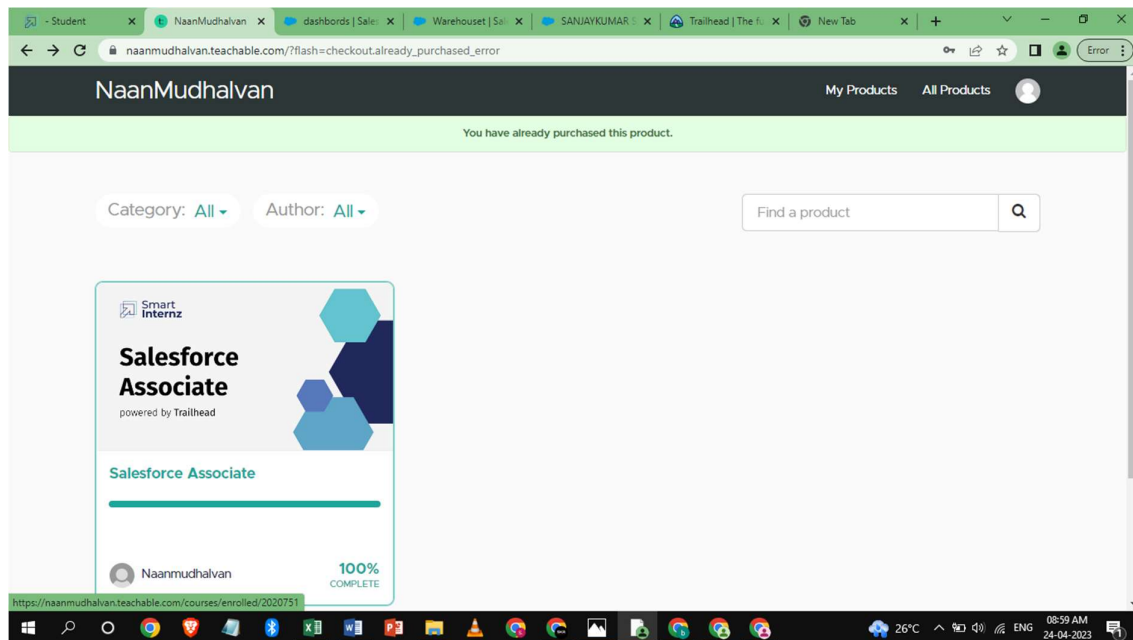 - Student
NaanMudhalvan
dashbords | Sales
Warehouset | Sale
SANJAYKUMAR S
Trailhead | The fu
New Tab
naanmudhalvan.teachable.com/?flash=checkout.already_purchased_error
Error
NaanMudhalvan
My Products
All Products
You have already purchased this product.
Category: All
Author: All
Find a product
Smart
Internz
Salesforce
Associate
powered by Trailhead
Salesforce Associate
Naanmudhalvan
100%
COMPLETE
https://naanmudhalvan.teachable.com/courses/enrolled/2020751
26°C
ENG
08:59 AM
24-04-2023